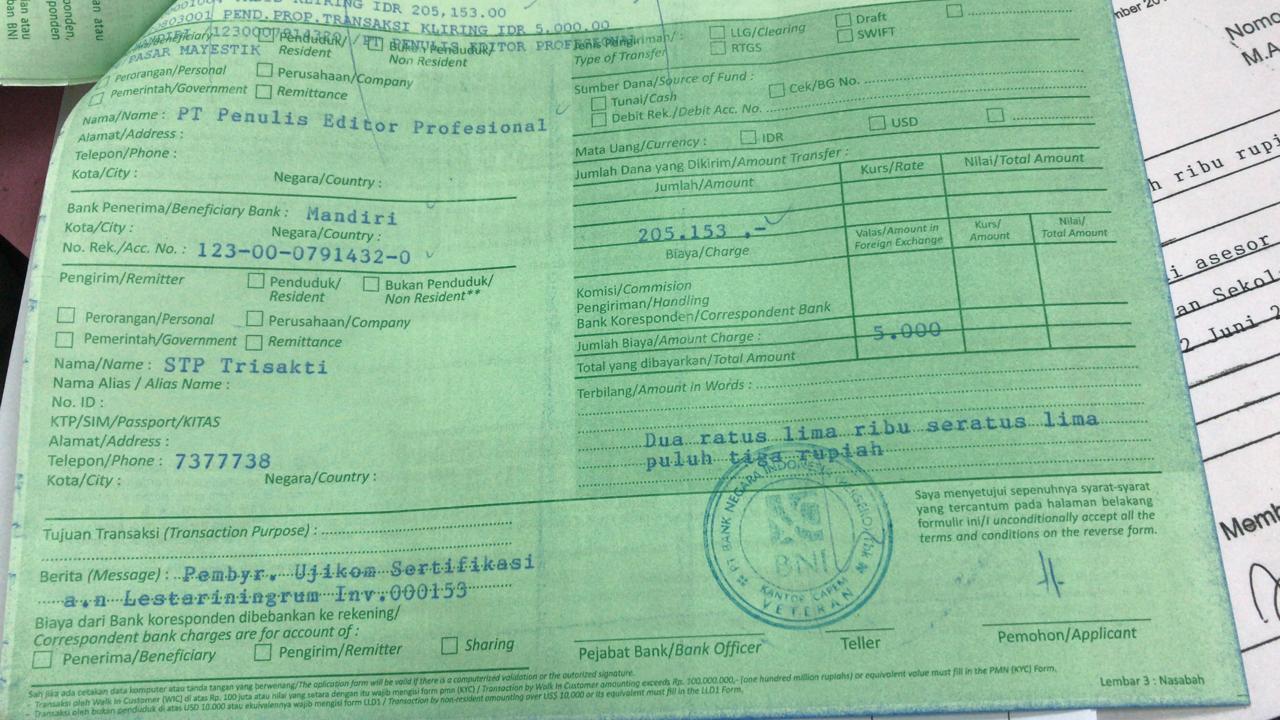 KLIRING IDR 205,153.00
PEND.PROP.TRANSAKSI KLIRING IDR 5.000.00
PT PENULIS EDITOR PROFESIONAL
PASAR MAYESTIK
Penduduk/
Resident
Bukan Penduduk/
Non Resident
Perorangan/Personal
Perusahaan/Company
Pemerintah/Government
Remittance
Nama/Name : PT Penulis Editor Profesional
Alamat/Address :
Telepon/Phone :
Kota/City :
Negara/Country :
Bank Penerima/Beneficiary Bank : Mandiri
Kota/City :
Negara/Country :
No. Rek./Acc. No. : 123-00-0791432-0
Pengirim/Remitter
Penduduk/
Resident
Bukan Penduduk/
Non Resident**
Perorangan/Personal
Perusahaan/Company
Pemerintah/Government
Remittance
Nama/Name : STP Trisakti
Nama Alias / Alias Name :
No. ID :
KTP/SIM/Passport/KITAS
Alamat/Address :
Telepon/Phone : 7377738
Kota/City :
Negara/Country :
Tujuan Transaksi (Transaction Purpose) :
Berita (Message) : Pembyr. Ujikom Sertifikasi
a.n Lestariningrum Inv.000153
Biaya dari Bank koresponden dibebankan ke rekening/
Correspondent bank charges are for account of :
Penerima/Beneficiary
Pengirim/Remitter
Sharing
Jenis Pengiriman/
Type of Transfer
LLG/Clearing
RTGS
Draft
SWIFT
Sumber Dana/Source of Fund :
Tunai/Cash
Cek/BG No.
Debit Rek./Debit Acc. No.
Mata Uang/Currency :
IDR
USD
Jumlah Dana yang Dikirim/Amount Transfer :
Jumlah/Amount
Kurs/Rate
Nilai/Total Amount
205.153 .-
Biaya/Charge
Valas/Amount in
Foreign Exchange
Kurs/
Amount
Nilai/
Total Amount
Komisi/Commision
Pengiriman/Handling
Bank Koresponden/Correspondent Bank
Jumlah Biaya/Amount Charge :
5.000
Total yang dibayarkan/Total Amount
Terbilang/Amount in Words :
Dua ratus lima ribu seratus lima
puluh tiga rupiah
BNI
KANTOR CAPEM
VETERAN
Saya menyetujui sepenuhnya syarat-syarat
yang tercantum pada halaman belakang
formulir ini/I unconditionally accept all the
terms and conditions on the reverse form.
Pejabat Bank/Bank Officer
Teller
Pemohon/Applicant
Sah jika ada cetakan data komputer atau tanda tangan yang berwenang/The aplication form will be valid if there is a computerized validation or the autorized signature.
- Transaksi oleh Walk In Customer (WIC) di atas Rp. 100 juta atau nilai yang setara dengan itu wajib mengisi form pmn (KYC) / Transaction by Walk In Customer amount exceeds Rp. 100,000,000,- (one hundred million rupiahs) or equivalent value must fill in the PMN (KYC) Form.
- Transaksi oleh bukan penduduk di atas USD 10.000 atau ekuivalennya wajib mengisi form LLD1 / Transaction by non-resident amounting over US$ 10,000 or its equivalent must fill in the LLD1 Form.
Lembar 3 : Nasabah
Nomo
M.A
h ribu rupi
i asesor
an Sekol
2 Juni 2
Memb